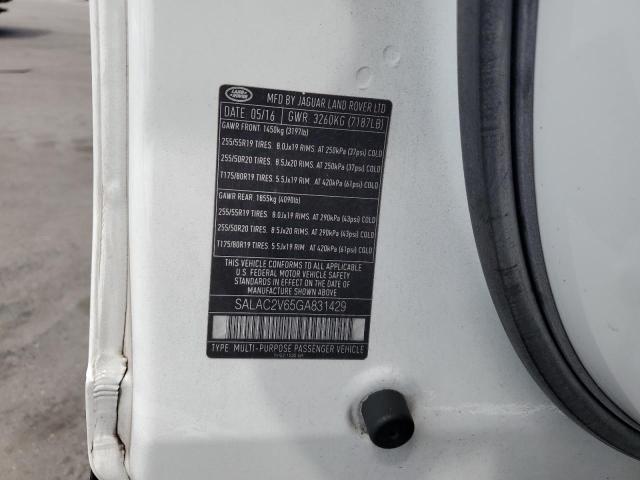 LAND ROVER
MFD BY JAGUAR LAND ROVER LTD
DATE 05/16 GWR. 3260KG (7187LB)
GAWR FRONT 1450kg (3197lb)
255/55R19 TIRES. 8.0Jx19 RIMS. AT 250kPa (37psi) COLD
255/50R20 TIRES. 8.5Jx20 RIMS. AT 250kPa (37psi) COLD
T175/80R19 TIRES 5.5Jx19 RIM. AT 420kPa (61psi) COLD
GAWR REAR. 1855kg (4090lb)
255/55R19 TIRES. 8.0Jx19 RIMS. AT 290kPa (43psi) COLD
255/50R20 TIRES. 8.5Jx20 RIMS. AT 290kPa (43psi) COLD
T175/80R19 TIRES 5.5Jx19 RIM. AT 420kPa (61psi) COLD
THIS VEHICLE CONFORMS TO ALL APPLICABLE
U.S. FEDERAL MOTOR VEHICLE SAFETY
STANDARDS IN EFFECT ON THE DATE OF
MANUFACTURE SHOWN ABOVE
SALAC2V65GA831429
TYPE MULTI-PURPOSE PASSENGER VEHICLE